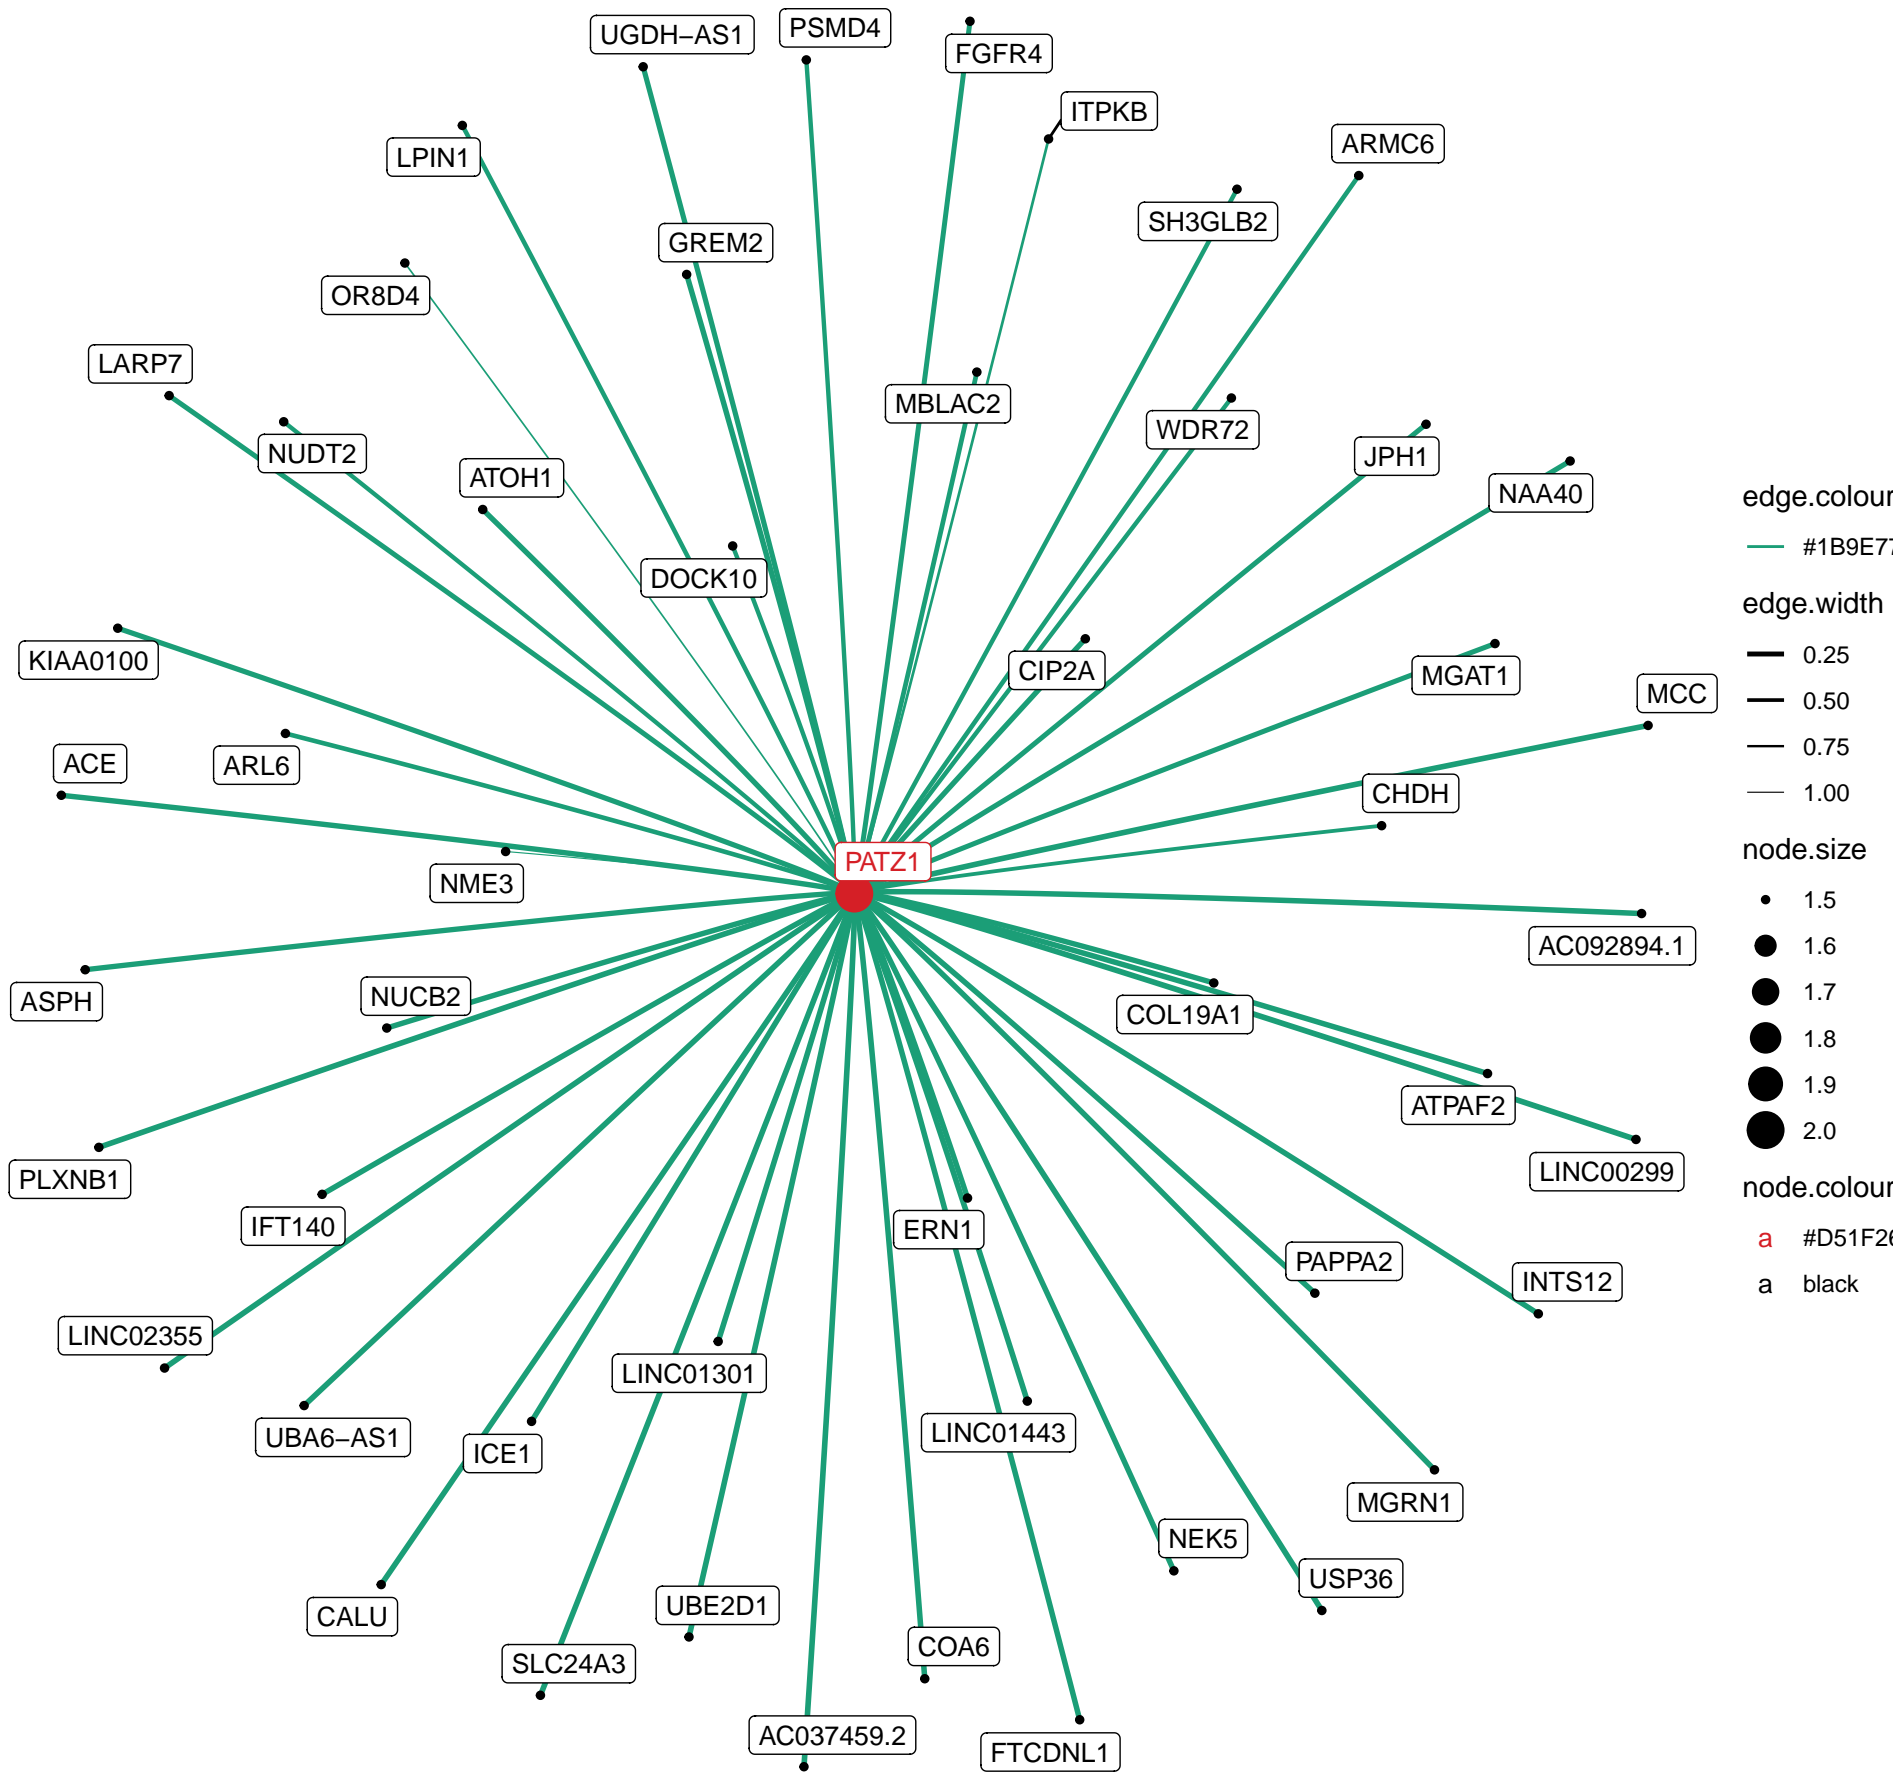 PSMD4
UGDH−AS1
FGFR4
ITPKB
ARMC6
LPIN1
SH3GLB2
GREM2
OR8D4
LARP7
MBLAC2
WDR72
NUDT2
JPH1
ATOH1
NAA40
DOCK10
KIAA0100
CIP2A
MGAT1
MCC
ACE
ARL6
CHDH
PATZ1
NME3
AC092894.1
NUCB2
ASPH
COL19A1
ATPAF2
LINC00299
PLXNB1
IFT140
ERN1
PAPPA2
INTS12
LINC02355
LINC01301
LINC01443
UBA6−AS1
ICE1
MGRN1
NEK5
USP36
UBE2D1
CALU
COA6
SLC24A3
AC037459.2
FTCDNL1
edge.colour
#1B9E77
edge.width
0.25
0.50
0.75
1.00
node.size
1.5
1.6
1.7
1.8
1.9
2.0
node.colour
a #D51F26
a black